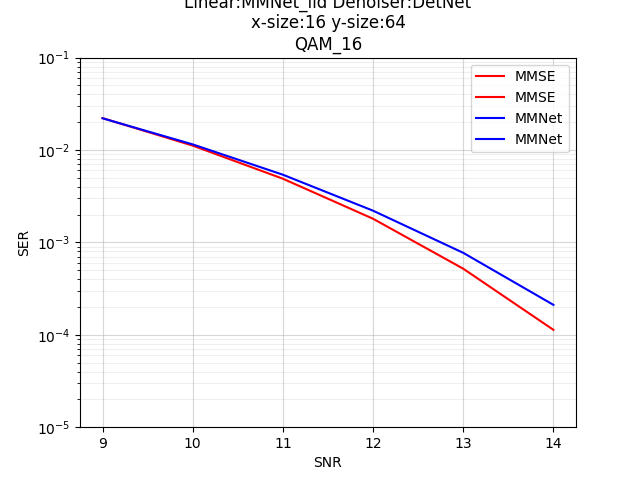 Linear:MMNet_iid Denoiser:DetNet
x-size:16 y-size:64
QAM_16
MMSE
MMSE
MMNet
MMNet
10⁻¹
10⁻²
10⁻³
10⁻⁴
10⁻⁵
SER
9 10 11 12 13 14
SNR